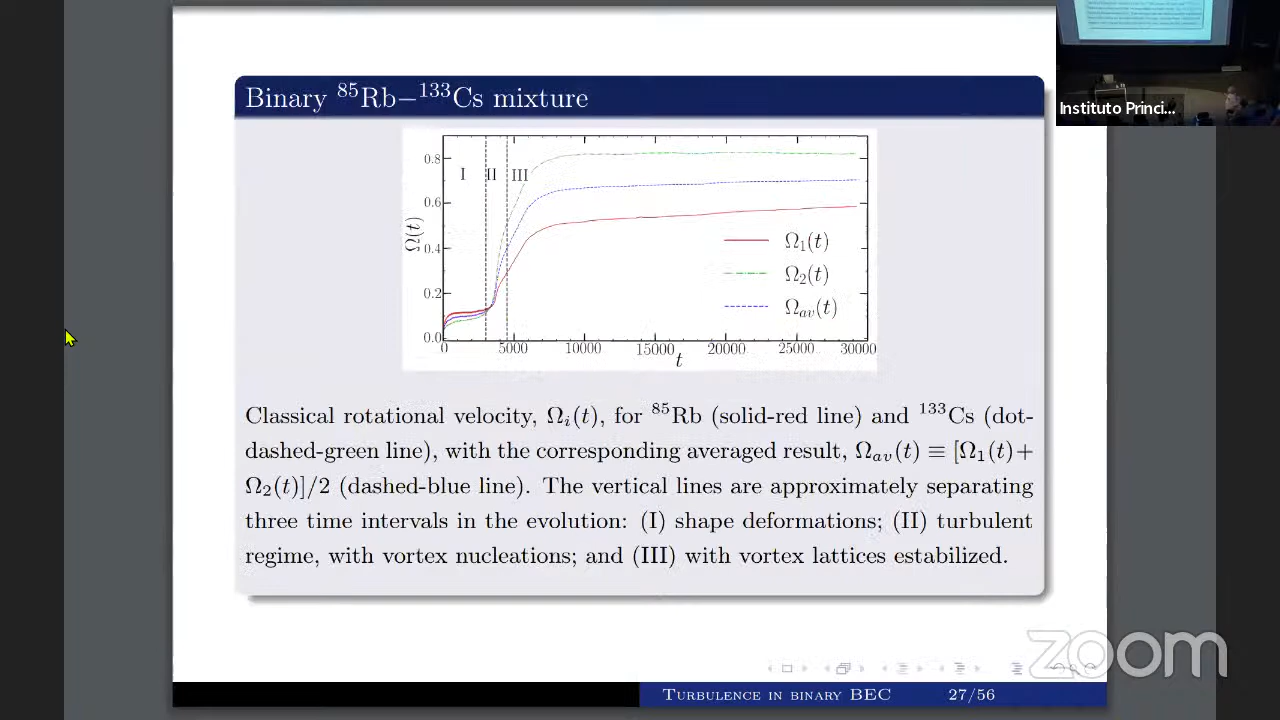 Instituto Princi...
Binary ⁸⁵Rb−¹³³Cs mixture
0.8
I II III
0.6
Ω(t)
0.4
Ω₁(t)
Ω₂(t)
0.2
Ωₐᵥ(t)
0.0
0 5000 10000 15000 20000 25000 30000
t
Classical rotational velocity, Ωᵢ(t), for ⁸⁵Rb (solid-red line) and ¹³³Cs (dot-
dashed-green line), with the corresponding averaged result, Ωₐᵥ(t) ≡ [Ω₁(t)+
Ω₂(t)]/2 (dashed-blue line). The vertical lines are approximately separating
three time intervals in the evolution: (I) shape deformations; (II) turbulent
regime, with vortex nucleations; and (III) with vortex lattices estabilized.
zoom
Turbulence in binary BEC 27/56